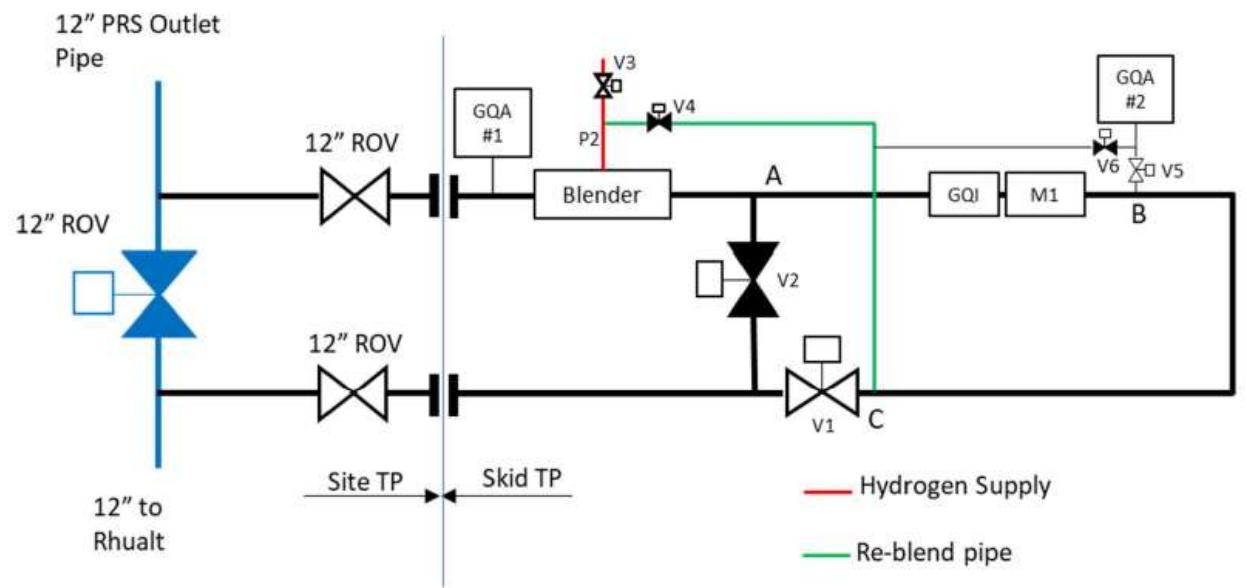 12” PRS Outlet
Pipe
V3
GQA
#1
V4
GQA
#2
P2
12” ROV
V6
V5
A
Blender
GQI
M1
B
12” ROV
V2
12” ROV
V1
C
Site TP
Skid TP
Hydrogen Supply
12” to
Rhualt
Re-blend pipe